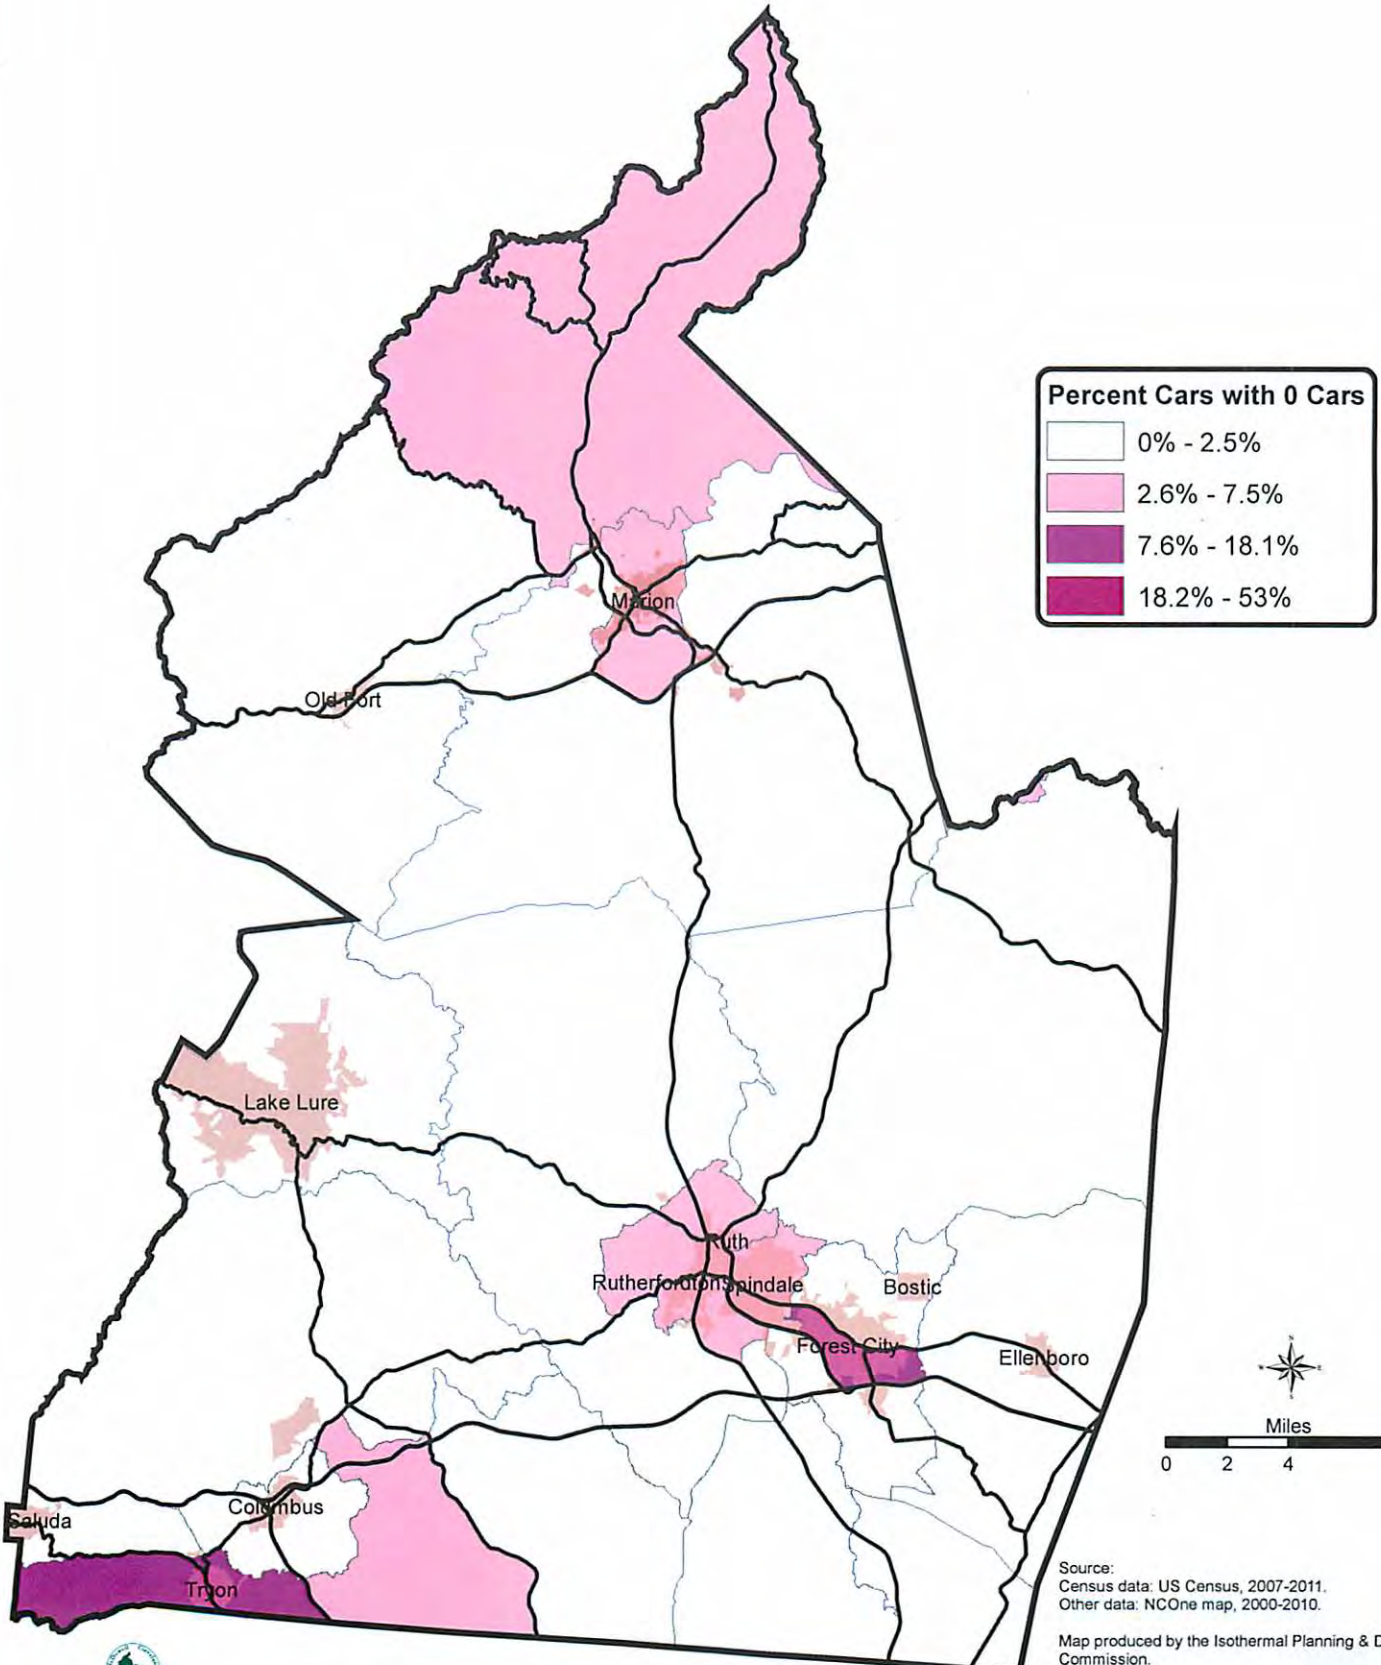 Percent Cars with 0 Cars
0% - 2.5%
2.6% - 7.5%
7.6% - 18.1%
18.2% - 53%
Marion
Old Fort
Lake Lure
Ruth
Rutherfordton
Spindale
Bostic
Forest City
Ellenboro
Columbus
Saluda
Tryon
N
W
E
S
Miles
0 2 4
Source:
Census data: US Census, 2007-2011.
Other data: NCOne map, 2000-2010.
Map produced by the Isothermal Planning & D
Commission.